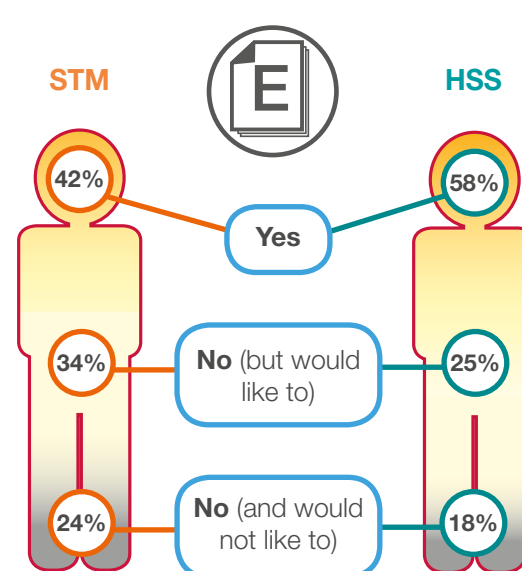 STM
E
HSS
42%
58%
Yes
34%
No (but would
like to)
25%
24%
No (and would
not like to)
18%